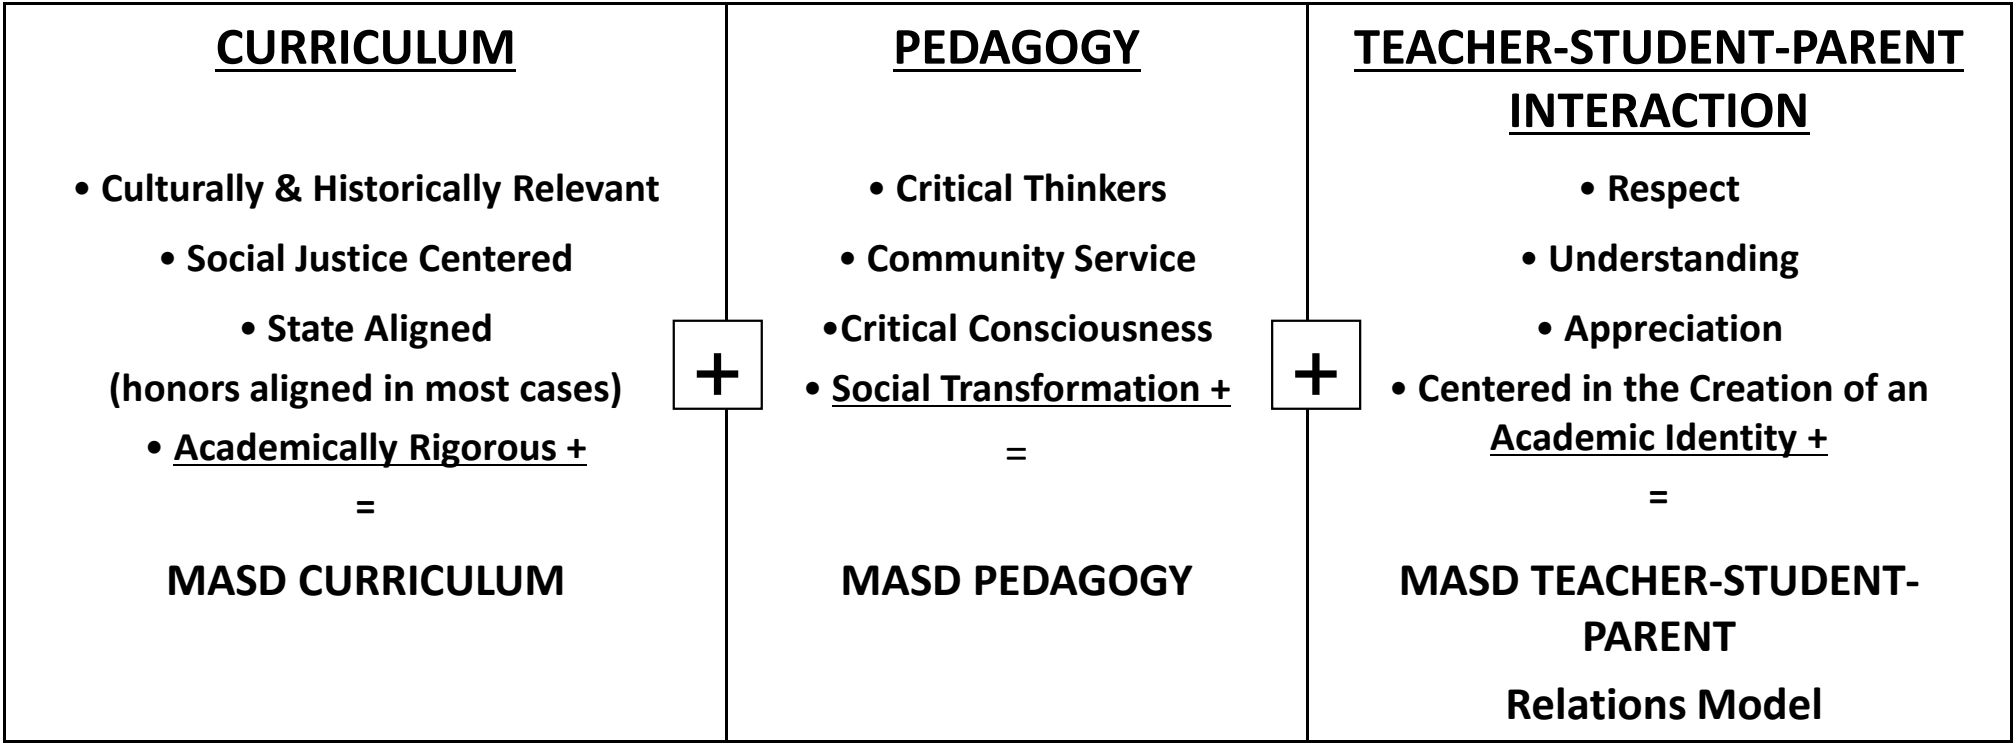 CURRICULUM
• Culturally & Historically Relevant
• Social Justice Centered
• State Aligned
(honors aligned in most cases)
• Academically Rigorous +
=
MASD CURRICULUM
+
PEDAGOGY
• Critical Thinkers
• Community Service
•Critical Consciousness
• Social Transformation +
=
MASD PEDAGOGY
+
TEACHER-STUDENT-PARENT
INTERACTION
• Respect
• Understanding
• Appreciation
• Centered in the Creation of an
Academic Identity +
=
MASD TEACHER-STUDENT-
PARENT
Relations Model